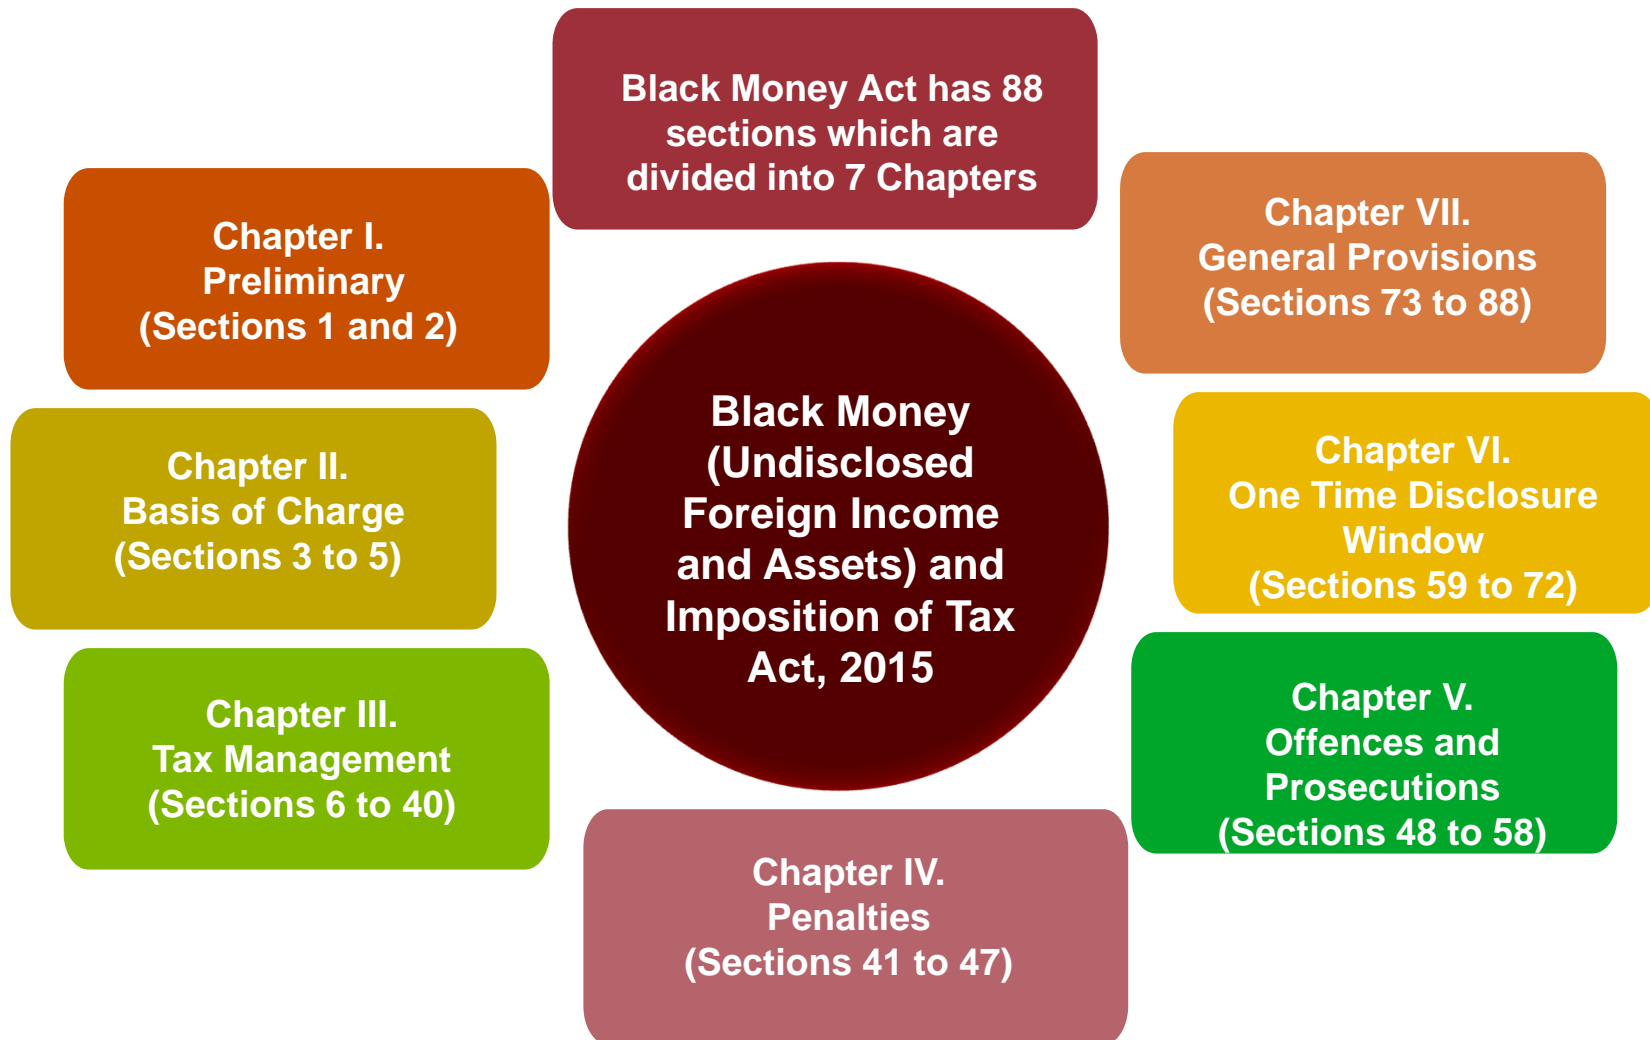 Black Money Act has 88
sections which are
divided into 7 Chapters
Chapter I.
Preliminary
(Sections 1 and 2)
Chapter II.
Basis of Charge
(Sections 3 to 5)
Chapter III.
Tax Management
(Sections 6 to 40)
Chapter IV.
Penalties
(Sections 41 to 47)
Chapter V.
Offences and
Prosecutions
(Sections 48 to 58)
Chapter VI.
One Time Disclosure
Window
(Sections 59 to 72)
Chapter VII.
General Provisions
(Sections 73 to 88)
Black Money
(Undisclosed
Foreign Income
and Assets) and
Imposition of Tax
Act, 2015